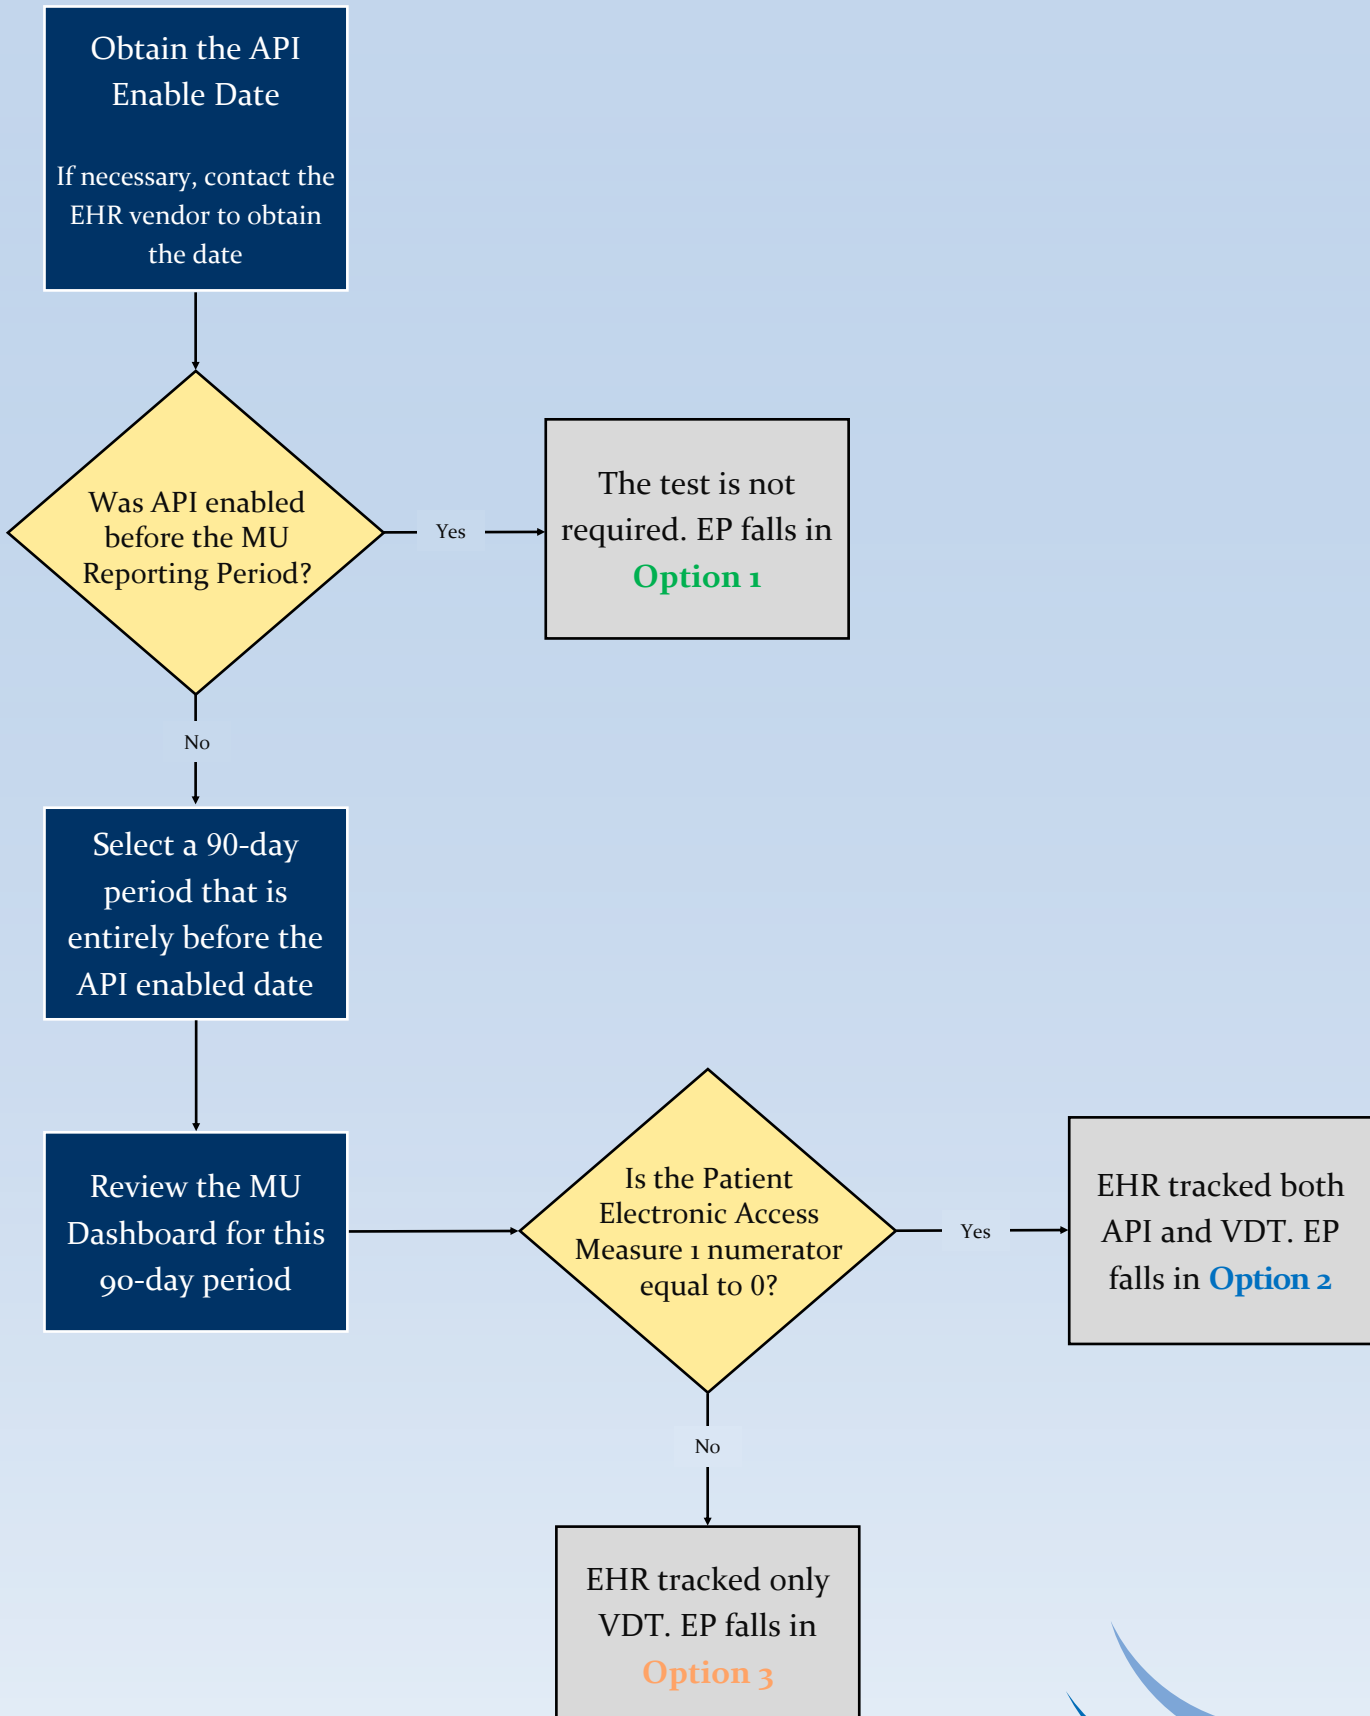 Obtain the API
Enable Date
If necessary, contact the
EHR vendor to obtain
the date
Was API enabled
before the MU
Reporting Period?
Yes
The test is not
required. EP falls in
Option 1
No
Select a 90-day
period that is
entirely before the
API enabled date
Review the MU
Dashboard for this
90-day period
Is the Patient
Electronic Access
Measure 1 numerator
equal to 0?
Yes
EHR tracked both
API and VDT. EP
falls in Option 2
No
EHR tracked only
VDT. EP falls in
Option 3